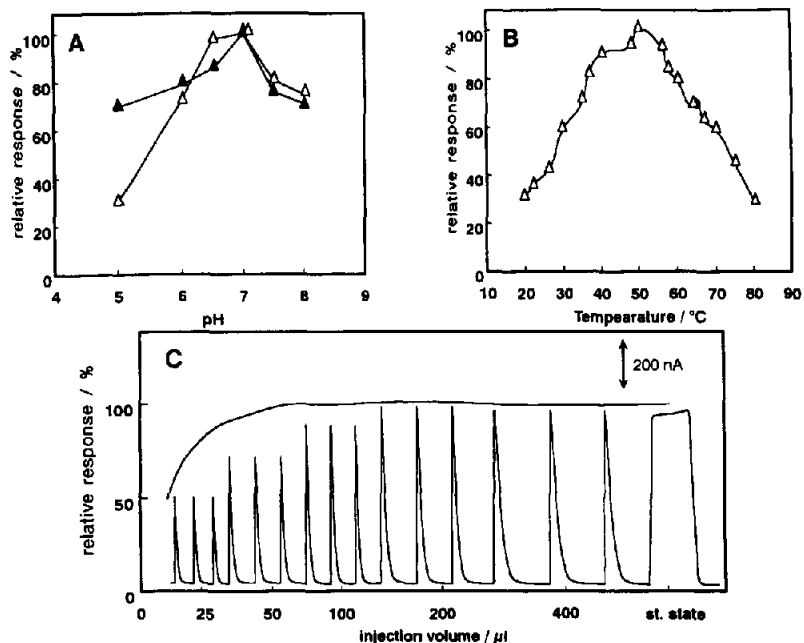 A
relative response / %
100
80
60
40
20
0
4 5 6 7 8 9
pH
B
relative response / %
100
80
60
40
20
0
10 20 30 40 50 60 70 80 90
Tempearature / °C
C
200 nA
relative response / %
100
50
0 25 50 100 200 400 st. state
injection volume / µl